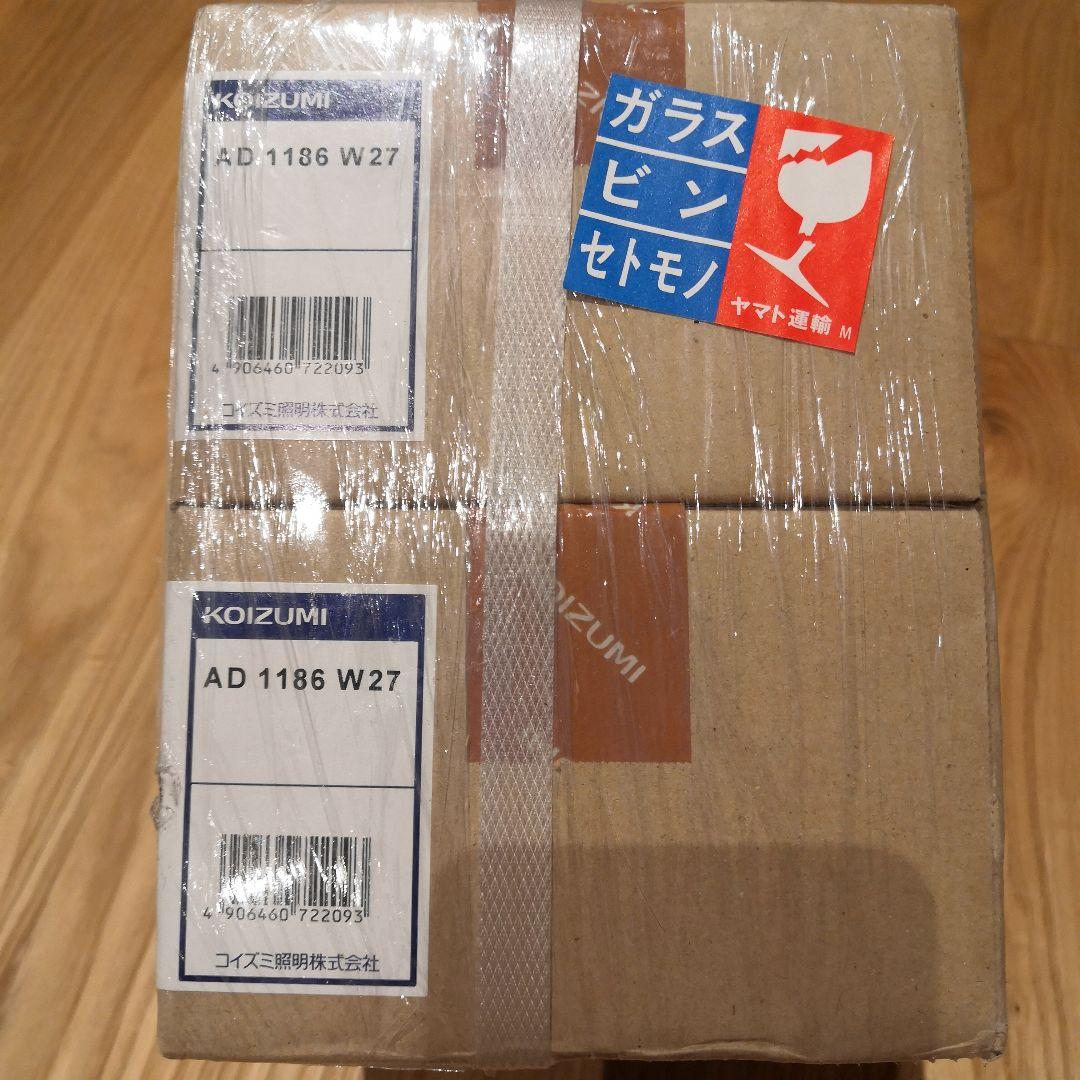 KOIZUMI
AD 1186 W27
4 906460 722093
コイズミ照明株式会社
ガラス
ビン
セトモノ
ヤマト運輸 M
KOIZUMI
AD 1186 W27
4 906460 722093
コイズミ照明株式会社
OIZUMI